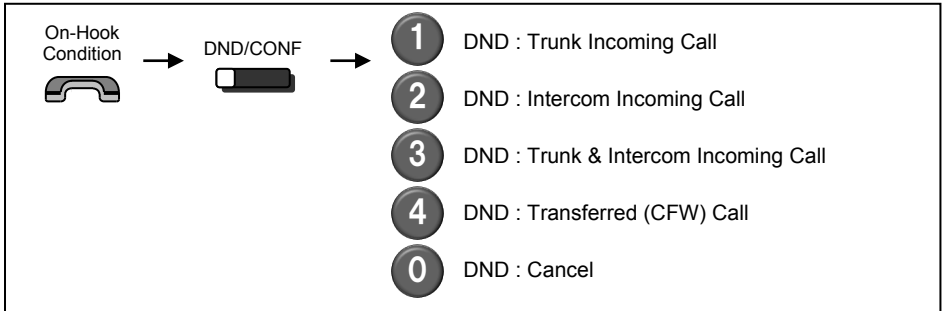 On-Hook
Condition
DND/CONF
1 DND : Trunk Incoming Call
2 DND : Intercom Incoming Call
3 DND : Trunk & Intercom Incoming Call
4 DND : Transferred (CFW) Call
0 DND : Cancel